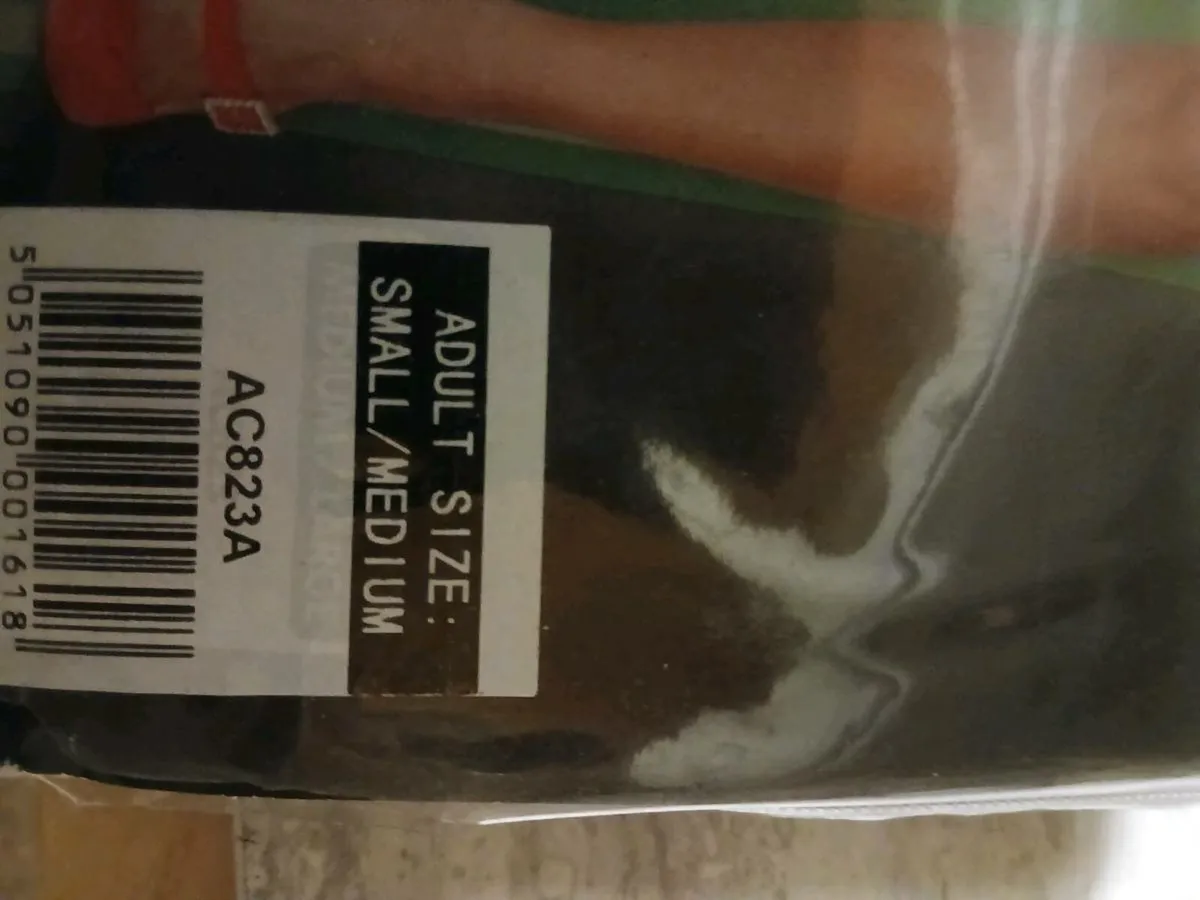 ADULT SIZE:
SMALL/MEDIUM
AC823A
5 051090 001618